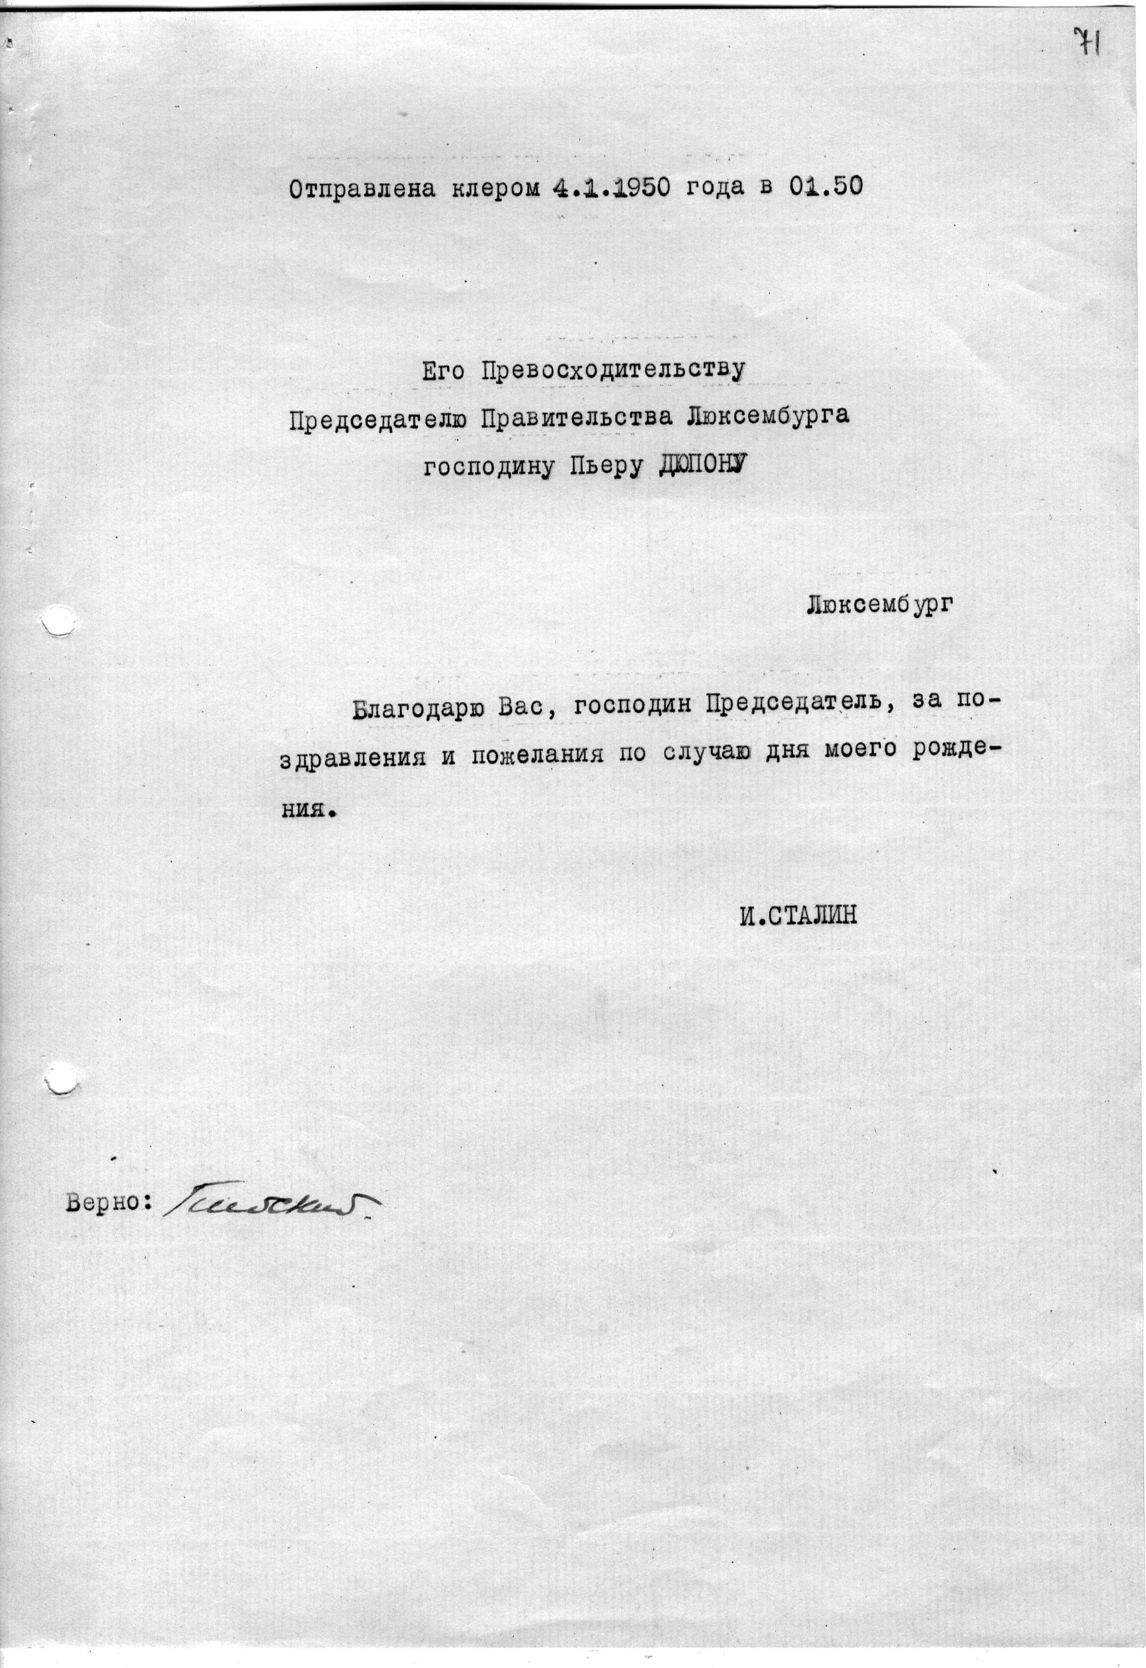 71
Отправлена клером 4.1.1950 года в 01.50
Его Превосходительству
Председателю Правительства Люксембурга
господину Пьеру ДЮПОНУ
Люксембург
Благодарю Вас, господин Председатель, за по-
здравления и пожелания по случаю дня моего рожде-
ния.
И.СТАЛИН
Верно: